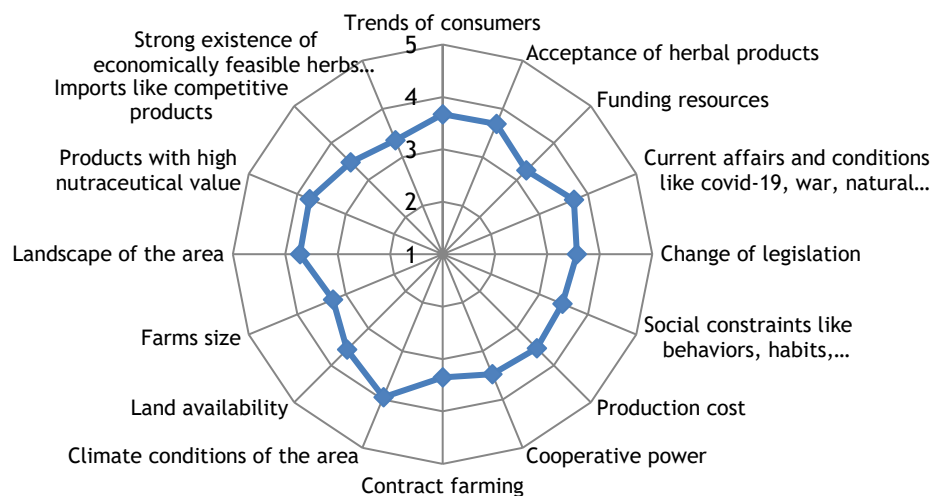 Trends of consumers
Acceptance of herbal products
Funding resources
Current affairs and conditions
like covid-19, war, natural…
Change of legislation
Social constraints like
behaviors, habits,…
Production cost
Cooperative power
Contract farming
Climate conditions of the area
Land availability
Farms size
Landscape of the area
Products with high
nutraceutical value
Imports like competitive
products
Strong existence of
economically feasible herbs…
5
4
3
2
1